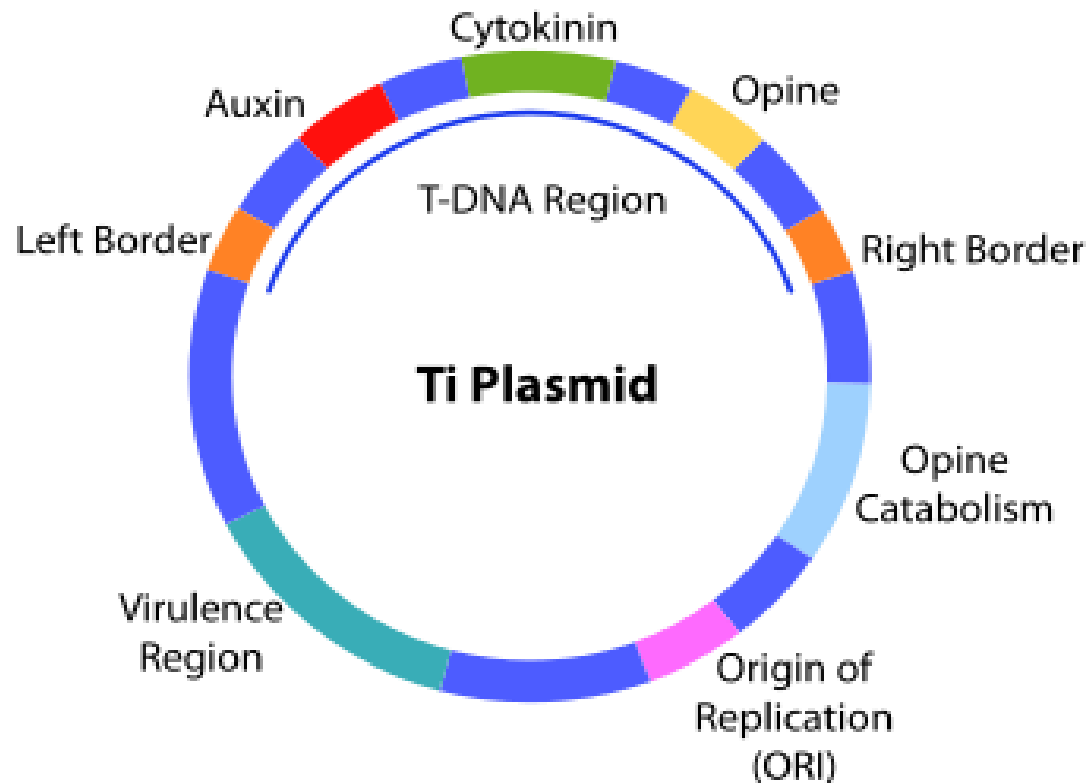 Cytokinin
Auxin
Opine
T-DNA Region
Left Border
Right Border
Ti Plasmid
Opine
Catabolism
Virulence
Region
Origin of
Replication
(ORI)